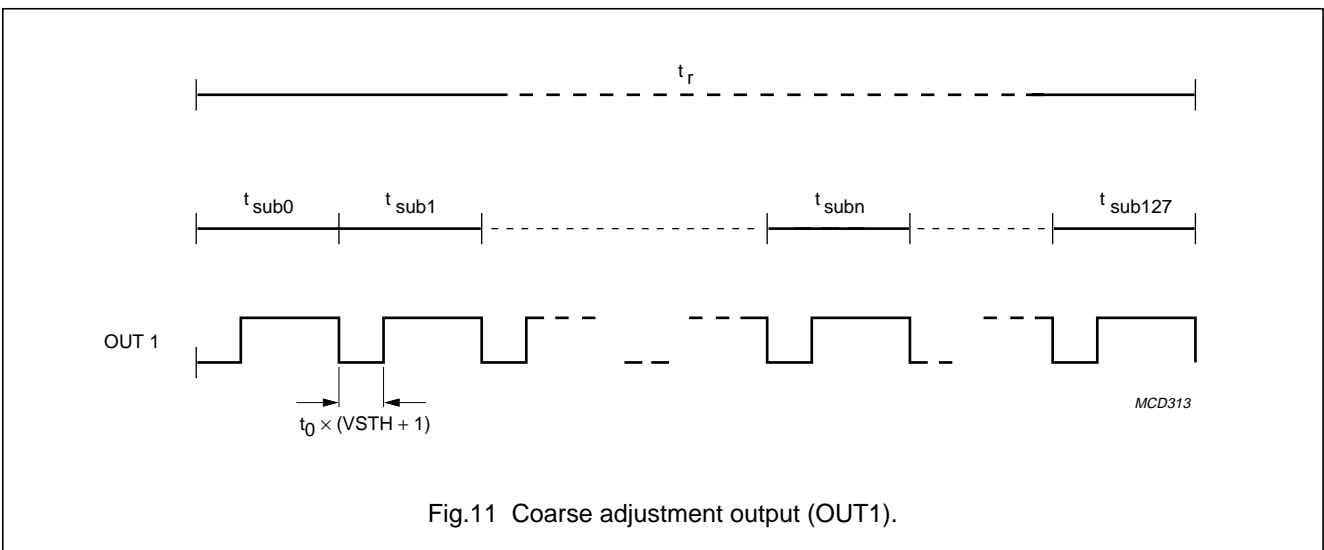 t r
t sub0 t sub1 t subn t sub127
OUT 1
t0 × (VSTH + 1)
MCD313
Fig.11 Coarse adjustment output (OUT1).